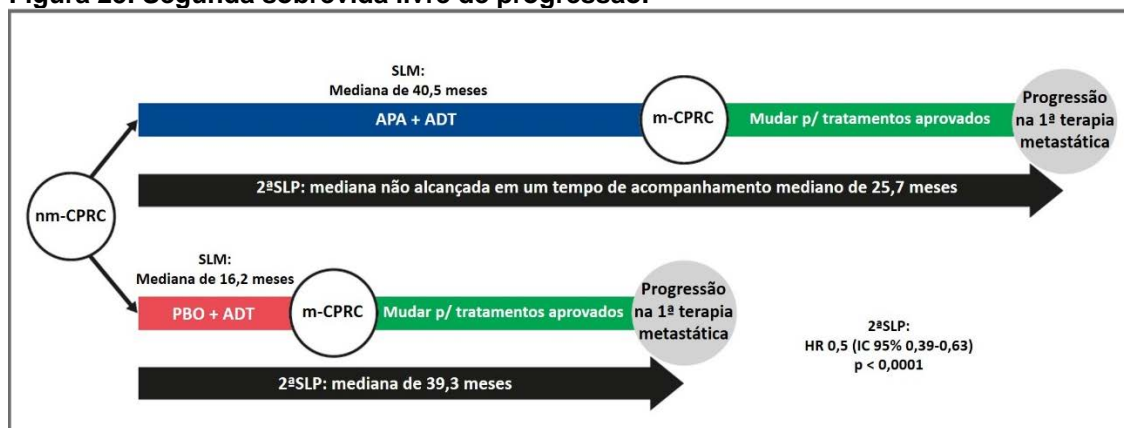 Figura 20. Segunda sobrevida livre de progressão.
SLM:
Mediana de 40,5 meses
APA + ADT
m-CPRC
Mudar p/ tratamentos aprovados
Progressão
na 1ª terapia
metastática
2ªSLP: mediana não alcançada em um tempo de acompanhamento mediano de 25,7 meses
nm-CPRC
SLM:
Mediana de 16,2 meses
PBO + ADT
m-CPRC
Mudar p/ tratamentos aprovados
Progressão
na 1ª terapia
metastática
2ªSLP: mediana de 39,3 meses
2ªSLP:
HR 0,5 (IC 95% 0,39-0,63)
p < 0,0001